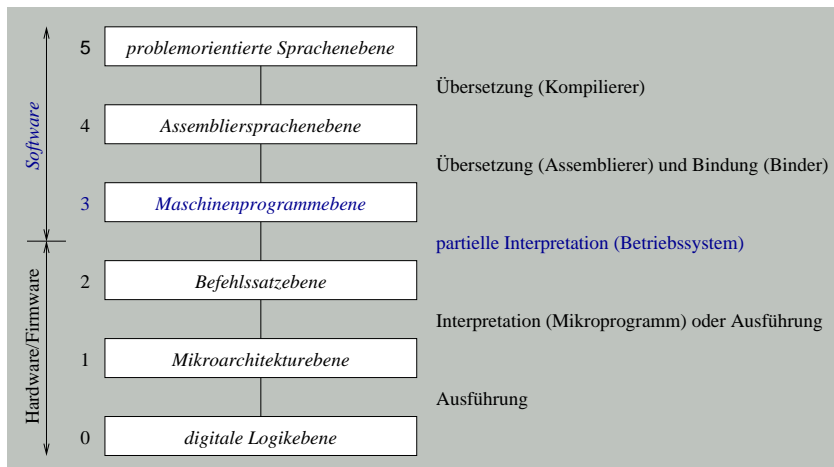 5 problemorientierte Sprachenebene
Übersetzung (Kompilierer)
4 Assembliersprachenebene
Übersetzung (Assemblierer) und Bindung (Binder)
Software
3 Maschinenprogrammebene
partielle Interpretation (Betriebssystem)
2 Befehlssatzebene
Interpretation (Mikroprogramm) oder Ausführung
Hardware/Firmware
1 Mikroarchitekturebene
Ausführung
0 digitale Logikebene